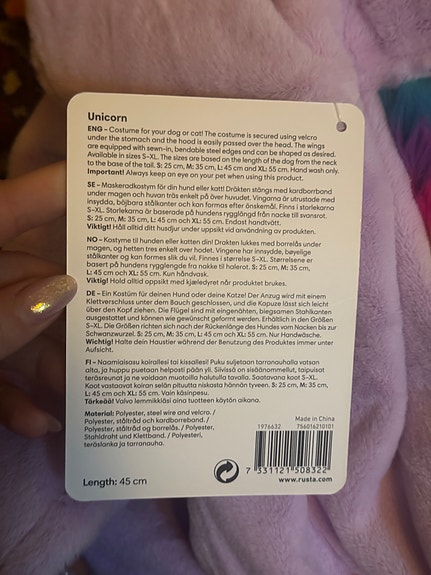 Unicorn
ENG – Costume for your dog or cat! The costume is secured using velcro
under the stomach and the hood is easily passed over the head. The wings
are equipped with sewn-in, bendable steel edges and can be shaped as desired.
Available in sizes S–XL. The sizes are based on the length of the dog from the neck
to the base of the tail. S: 25 cm, M: 35 cm, L: 45 cm and XL: 55 cm. Hand wash only.
Important! Always keep an eye on your pet when using this product.
SE – Maskeradkostym för din hund eller katt! Dräkten stängs med kardborrband
under magen och huvan träs enkelt på över huvudet. Vingarna är utrustade med
insydda, böjbara stålkanter och kan formas efter önskemål. Finns i storlekarna
S–XL. Storlekarna är baserade på hundens rygglängd från nacke till svansrot.
S: 25 cm, M: 35 cm, L: 45 cm och XL: 55 cm. Endast handtvätt.
Viktigt! Håll alltid ditt husdjur under uppsikt vid användning av produkten.
NO – Kostyme til hunden eller katten din! Drakten lukkes med borrelås under
magen, og hetten tres enkelt over hodet. Vingene har innsydde, bøyelige
stålkanter og kan formes slik du vil. Finnes i størrelse S–XL. Størrelsene er
basert på hundens rygglengde fra nakke til halerot. S: 25 cm, M: 35 cm,
L: 45 cm og XL: 55 cm. Kun håndvask.
Viktig! Hold alltid oppsikt med kjæledyret når produktet brukes.
DE – Ein Kostüm für deinen Hund oder deine Katze! Der Anzug wird mit einem
Klettverschluss unter dem Bauch geschlossen, und die Kapuze lässt sich leicht
über den Kopf ziehen. Die Flügel sind mit eingenähten, biegsamen Stahlkanten
ausgestattet und können wie gewünscht geformt werden. Erhältlich in den Größen
S–XL. Die Größen richten sich nach der Rückenlänge des Hundes vom Nacken bis zur
Schwanzwurzel. S: 25 cm, M: 35 cm, L: 45 cm und XL: 55 cm. Nur Handwäsche.
Wichtig! Halte dein Haustier während der Benutzung des Produktes immer unter
Aufsicht.
FI – Naamiaisasu koirallesi tai kissallesi! Puku suljetaan tarranauhalla vatsan
alta, ja huppu puetaan helposti pään yli. Siivissä on sisäänommellut, taipuisat
teräsreunat ja ne voidaan muotoilla halutulla tavalla. Saatavana koot S–XL.
Koot vastaavat koiran selän pituutta niskasta hännän tyveen. S: 25 cm, M: 35 cm,
L: 45 cm ja XL: 55 cm. Vain käsinpesu.
Tärkeää! Valvo lemmikkiäsi aina tuotteen käytön aikana.
Material: Polyester, steel wire and velcro. /
Polyester, ståltråd och kardborreband. /
Polyester, ståltråd og borrelås. / Polyester,
Stahldraht und Klettband. / Polyesteri,
teräslanka ja tarranauha.
Made in China
1976632 756016210101
7 331121 508322
www.rusta.com
Length: 45 cm